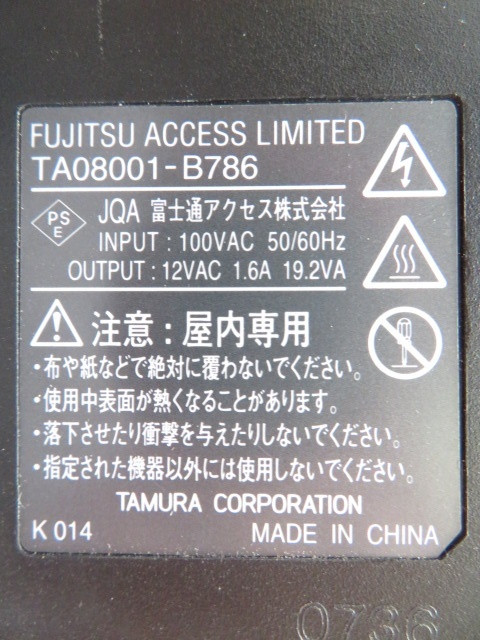 FUJITSU ACCESS LIMITED
TA08001-B786
PS
E
JQA 富士通アクセス株式会社
INPUT : 100VAC 50/60Hz
OUTPUT : 12VAC 1.6A 19.2VA
注意 : 屋内専用
・布や紙などで絶対に覆わないでください。
・使用中表面が熱くなることがあります。
・落下させたり衝撃を与えたりしないでください.
・指定された機器以外には使用しないでください。
TAMURA CORPORATION
K 014
MADE IN CHINA
0736